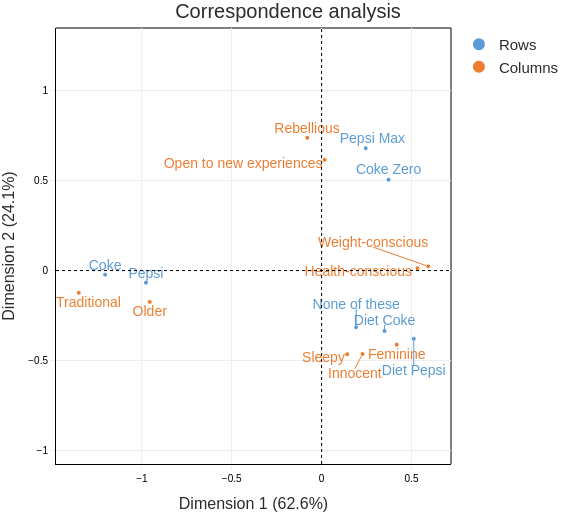 Correspondence analysis
Rows
Columns
Dimension 2 (24.1%)
1
0.5
0
−0.5
−1
Rebellious
Pepsi Max
Open to new experiences
Coke Zero
Weight-conscious
Health-conscious
Coke
Pepsi
Traditional
Older
None of these
Diet Coke
Sleepy
Feminine
Innocent
Diet Pepsi
−1
−0.5
0
0.5
Dimension 1 (62.6%)